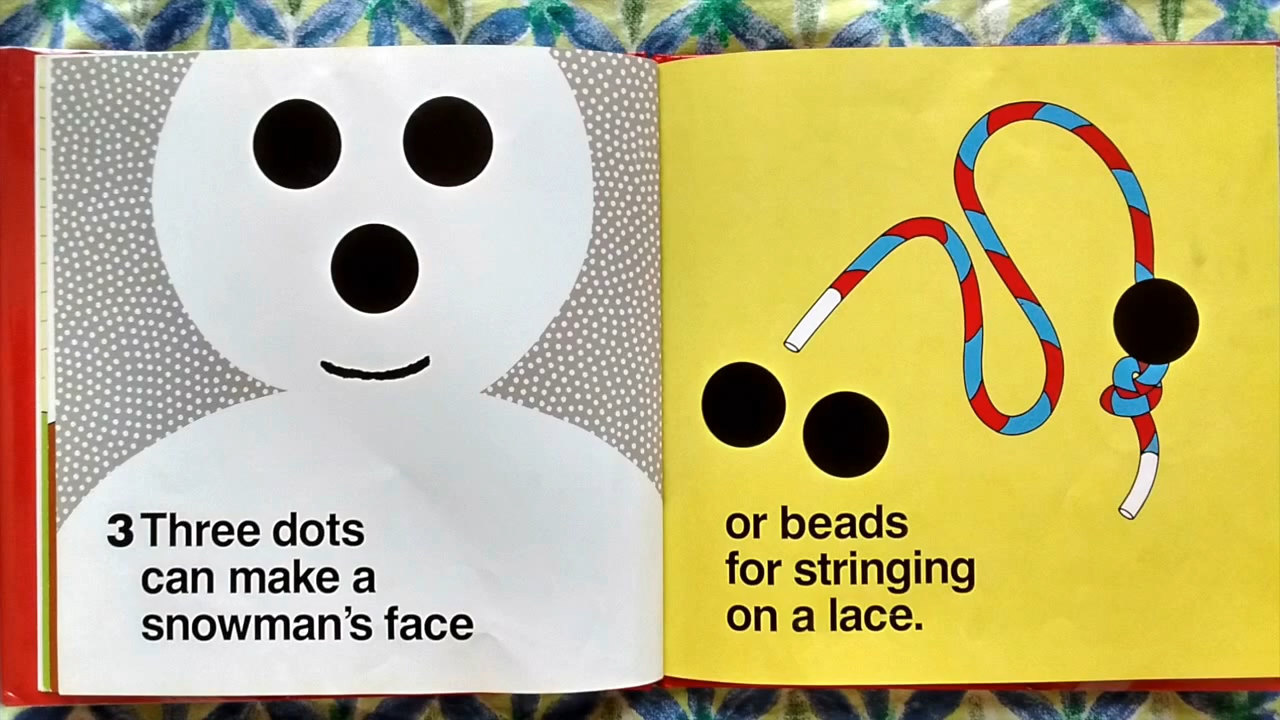 3 Three dots
can make a
snowman's face
or beads
for stringing
on a lace.